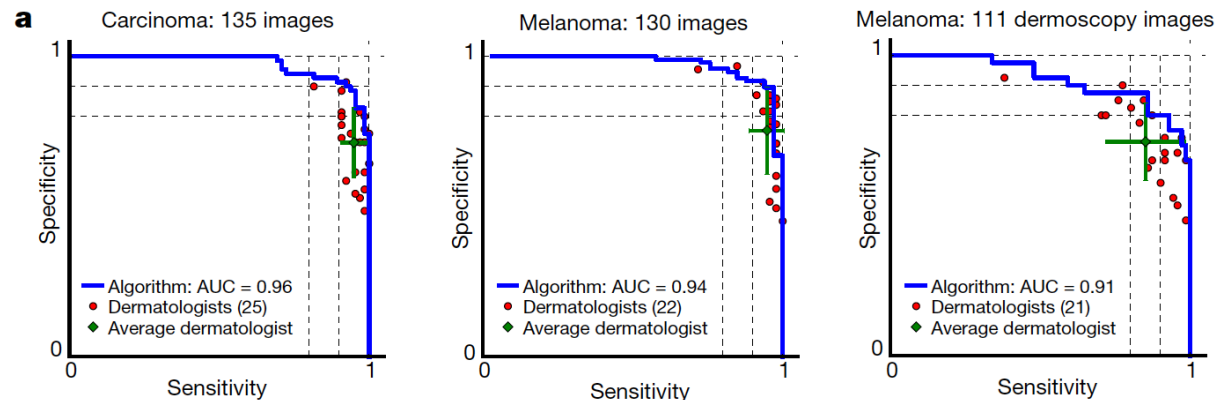 a
Carcinoma: 135 images
1
Specificity
Algorithm: AUC = 0.96
Dermatologists (25)
Average dermatologist
0
0
1
Sensitivity
Melanoma: 130 images
1
Specificity
Algorithm: AUC = 0.94
Dermatologists (22)
Average dermatologist
0
0
1
Sensitivity
Melanoma: 111 dermoscopy images
1
Specificity
Algorithm: AUC = 0.91
Dermatologists (21)
Average dermatologist
0
0
1
Sensitivity